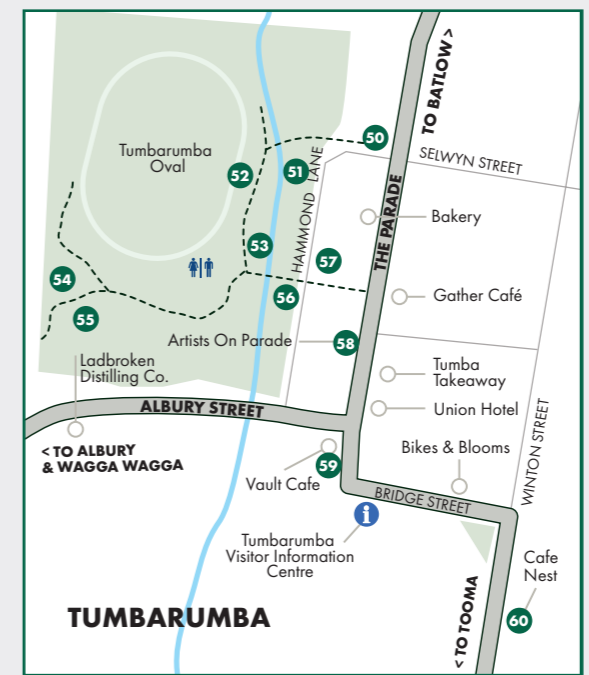 TO BATLOW >
50
SELWYN STREET
Tumbarumba
Oval
52
51
HAMMOND LANE
THE PARADE
Bakery
53
57
54
56
Gather Café
55
Artists On Parade
58
Ladbroken
Distilling Co.
Tumba
Takeaway
ALBURY STREET
Union Hotel
WINTON STREET
< TO ALBURY
& WAGGA WAGGA
Bikes & Blooms
59
Vault Cafe
BRIDGE STREET
i
Tumbarumba
Visitor Information
Centre
Cafe
Nest
TUMBARUMBA
< TO TOOMA
60